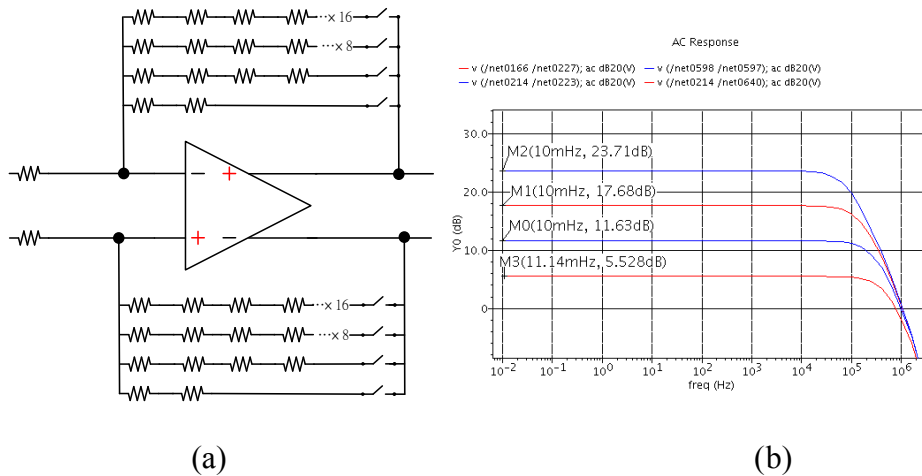 ···× 16
···× 8
− +
+ −
···× 16
···× 8
(a)
AC Response
v (/net0166 /net0227); ac dB20(V) v (/net0598 /net0597); ac dB20(V)
v (/net0214 /net0223); ac dB20(V) v (/net0214 /net0640); ac dB20(V)
30.0
M2(10mHz, 23.71dB)
20.0
M1(10mHz, 17.68dB)
M0(10mHz, 11.63dB)
10.0
M3(11.14mHz, 5.528dB)
0
Y0 (dB)
10⁻² 10⁻¹ 10⁰ 10¹ 10² 10³ 10⁴ 10⁵ 10⁶
freq (Hz)
(b)